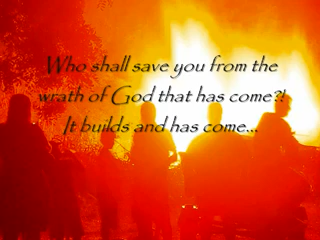 Who shall save you from the
wrath of God that has come?!
It builds and has come...